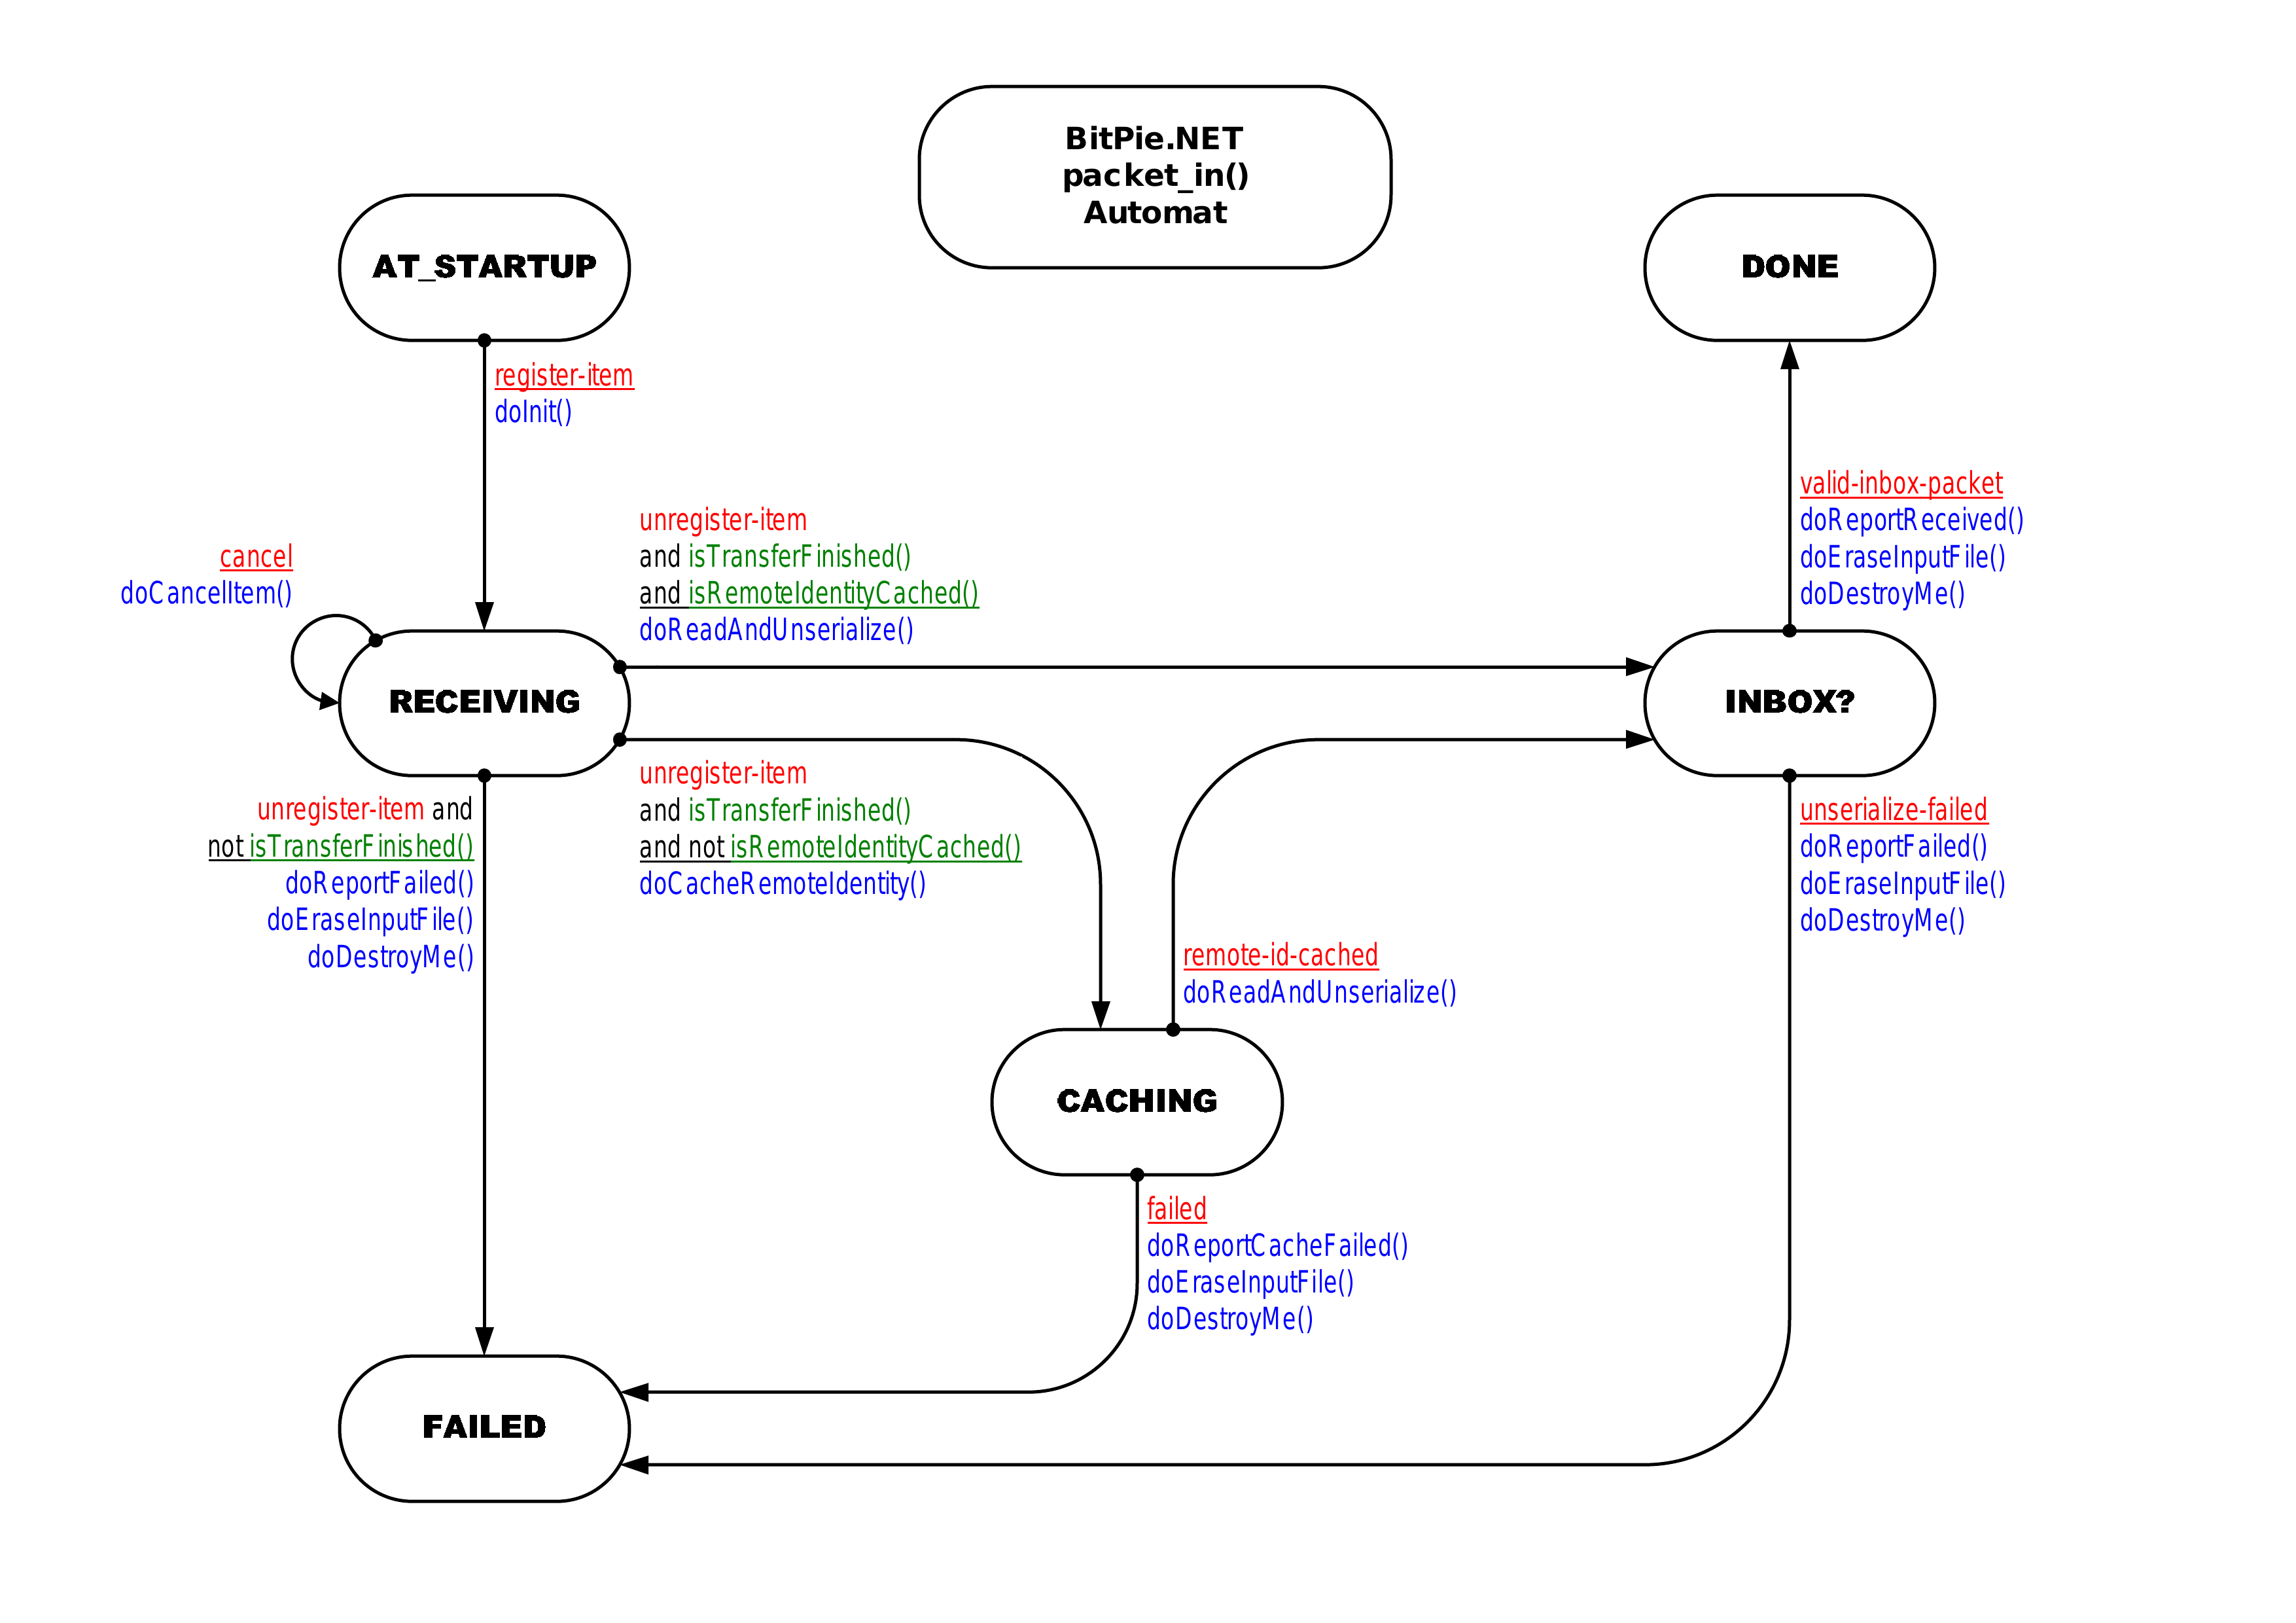 BitPie.NET
packet_in()
Automat
AT_STARTUP
DONE
register-item
doInit()
valid-inbox-packet
doReportReceived()
doEraseInputFile()
doDestroyMe()
cancel
doCancelItem()
unregister-item
and isTransferFinished()
and isRemoteIdentityCached()
doReadAndUnserialize()
RECEIVING
INBOX?
unregister-item and
not isTransferFinished()
doReportFailed()
doEraseInputFile()
doDestroyMe()
unregister-item
and isTransferFinished()
and not isRemoteIdentityCached()
doCacheRemoteIdentity()
unserialize-failed
doReportFailed()
doEraseInputFile()
doDestroyMe()
remote-id-cached
doReadAndUnserialize()
CACHING
failed
doReportCacheFailed()
doEraseInputFile()
doDestroyMe()
FAILED